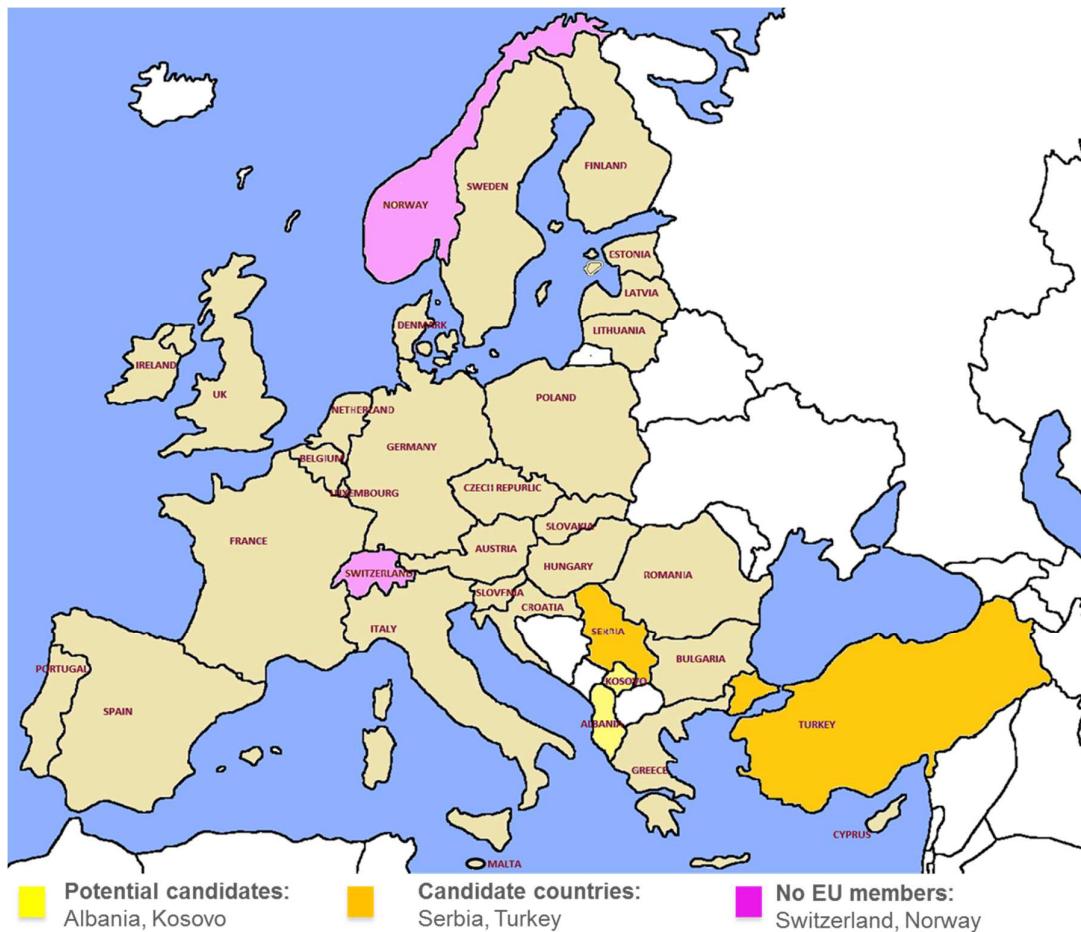 FINLAND
SWEDEN
NORWAY
ESTONIA
LATVIA
DENMARK
LITHUANIA
IRELAND
UK
POLAND
NETHERLAND
GERMANY
BELGIUM
CZECH REPUBLIC
LUXEMBOURG
SLOVAKIA
FRANCE
AUSTRIA
HUNGARY
SWITZERLAND
ROMANIA
SLOVENIA
CROATIA
ITALY
SERBIA
BULGARIA
PORTUGAL
KOSOVO
SPAIN
ALBANIA
TURKEY
GREECE
CYPRUS
MALTA
Potential candidates:
Albania, Kosovo
Candidate countries:
Serbia, Turkey
No EU members:
Switzerland, Norway